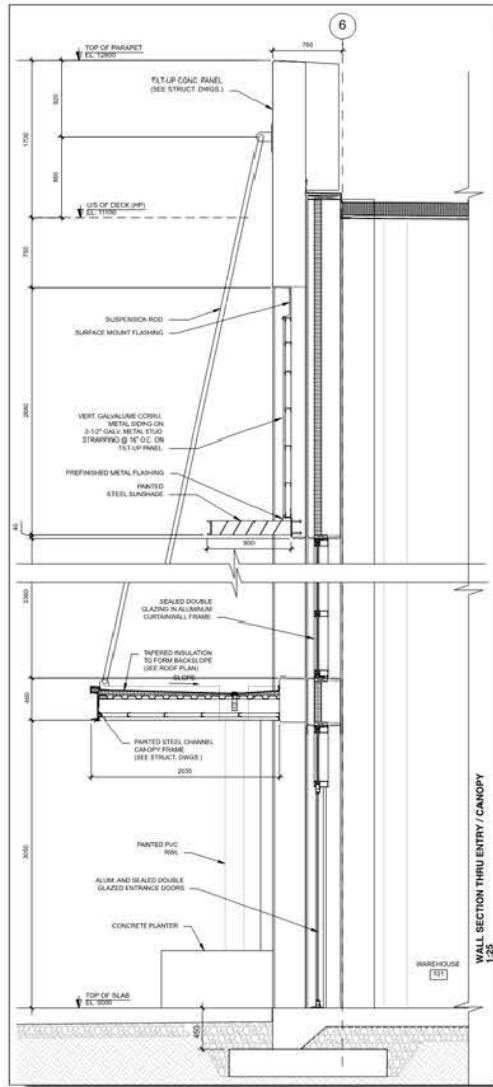 6
760
TOP OF PARAPET
EL. 12800
TILT-UP CONC. PANEL
(SEE STRUCT. DWGS.)
820
1700
880
U/S OF DECK (HP)
EL. 11100
750
SUSPENSION ROD
SURFACE MOUNT FLASHING
VERT. GALVALUME CORRU.
METAL SIDING ON
2-1/2" GALV. METAL STUD
STRAPPING @ 16" O.C. ON
TILT-UP PANEL
PREFINISHED METAL FLASHING
PAINTED
STEEL SUNSHADE
900
SEALED DOUBLE
GLAZING IN ALUMINUM
CURTAINWALL FRAME
3360
TAPERED INSULATION
TO FORM BACKSLOPE
(SEE ROOF PLAN)
SLOPE
PAINTED STEEL CHANNEL
CANOPY FRAME
(SEE STRUCT. DWGS.)
2035
3050
PAINTED PVC
RWL
ALUM. AND SEALED DOUBLE
GLAZED ENTRANCE DOORS
CONCRETE PLANTER
WAREHOUSE
101
TOP OF SLAB
EL. 0000
450
WALL SECTION THRU ENTRY / CANOPY
1:25